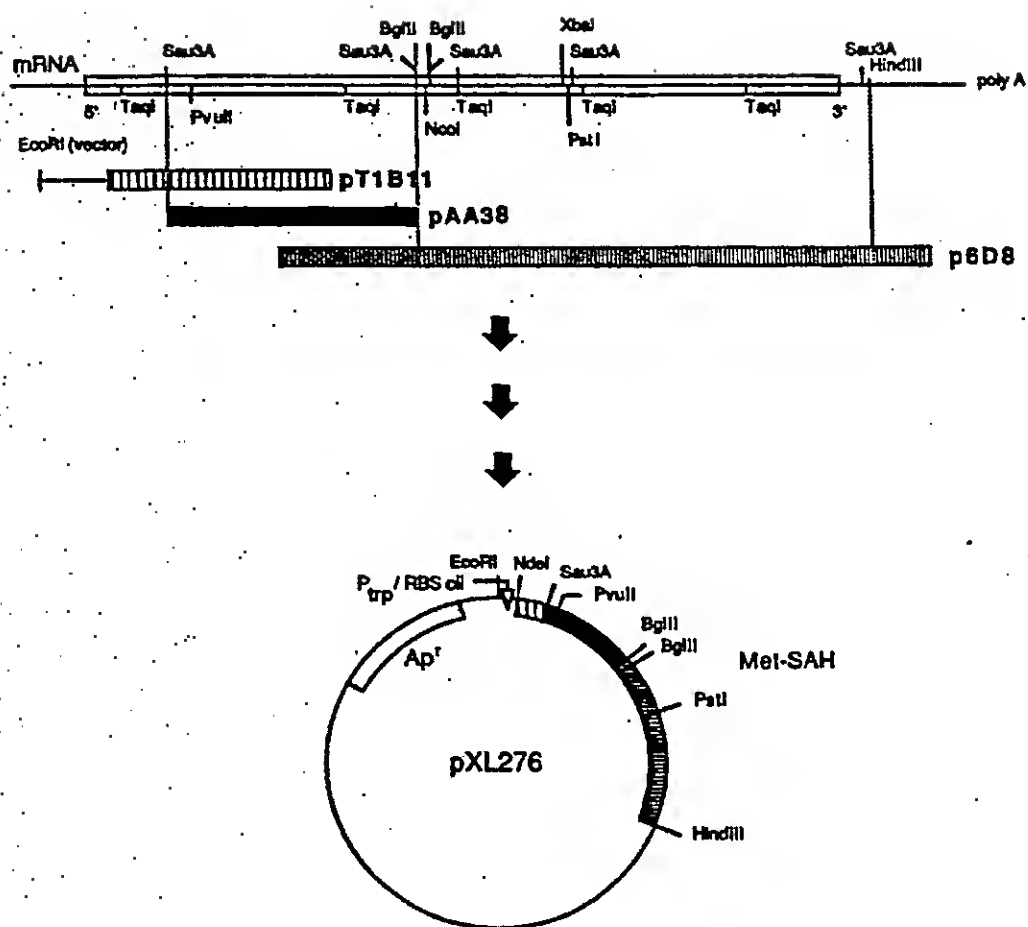 BglII BglII XbaI
Sau3A Sau3A Sau3A Sau3A Sau3A
HindIII
mRNA
poly A
5' TaqI PvuII TaqI NcoI TaqI PstI TaqI TaqI 3'
EcoRI (vector)
pT1B11
pAA38
p6D8
EcoRI NdeI
Ptrp/ RBS cII Sau3A
PvuII
Apr
BglII
BglII
Met-SAH
PstI
pXL276
HindIII